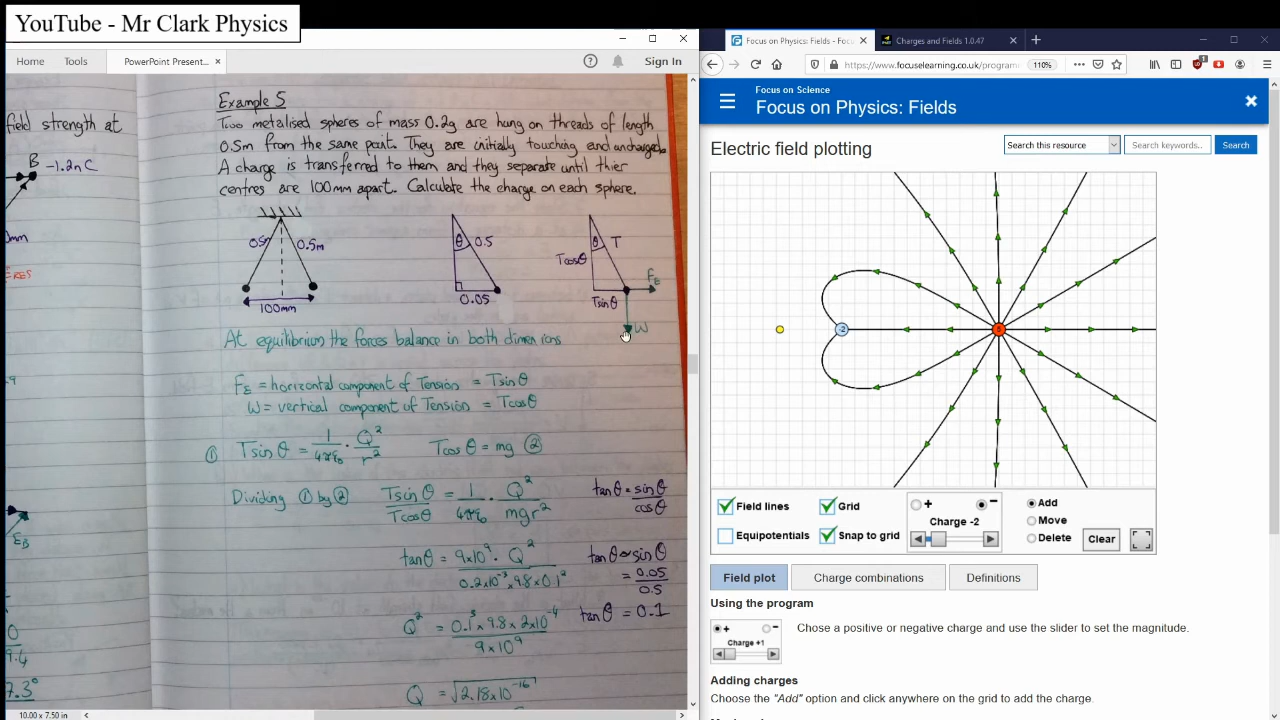 YouTube - Mr Clark Physics
Home Tools PowerPoint Present... × Sign In
field strength at
B -1.2nC
Example 5
Two metalised spheres of mass 0.2g are hung on threads of length
0.5m from the same point. They are initially touching and uncharged.
A charge is transferred to them and they separate until thier
centres are 100mm apart. Calculate the charge on each sphere.
0.5m 0.5m
100mm
θ 0.5
0.05
θ T
Tcosθ
Tsinθ
F_E
W
At equilibrium the forces balance in both dimensions
F_E = horizontal component of Tension = Tsinθ
W = vertical component of Tension = Tcosθ
① Tsinθ = 1/4πε₀ · Q²/r² Tcosθ = mg ②
Dividing ① by ② Tsinθ/Tcosθ = 1/4πε₀ · Q²/mgr² tanθ = sinθ/cosθ
tanθ = 9x10⁹ · Q² / 0.2x10⁻³ x 9.8 x 0.1² tanθ ≈ sinθ
= 0.05/0.5
tanθ = 0.1
Q² = 0.1³ x 9.8 x 2x10⁻⁴ / 9x10⁹
Q = √2.18x10⁻¹⁶
E_B
9.4
7.3°
10.00 x 7.50 in
Focus on Physics: Fields - Foc × Charges and Fields 1.0.47 × +
https://www.focuselearning.co.uk/program 110%
Focus on Science
Focus on Physics: Fields
Electric field plotting
Search this resource Search keywords.. Search
-2
Field lines Grid + − Add
Charge -2 Move
Equipotentials Snap to grid Delete Clear
Field plot Charge combinations Definitions
Using the program
+ −
Charge +1
Chose a positive or negative charge and use the slider to set the magnitude.
Adding charges
Choose the "Add" option and click anywhere on the grid to add the charge.